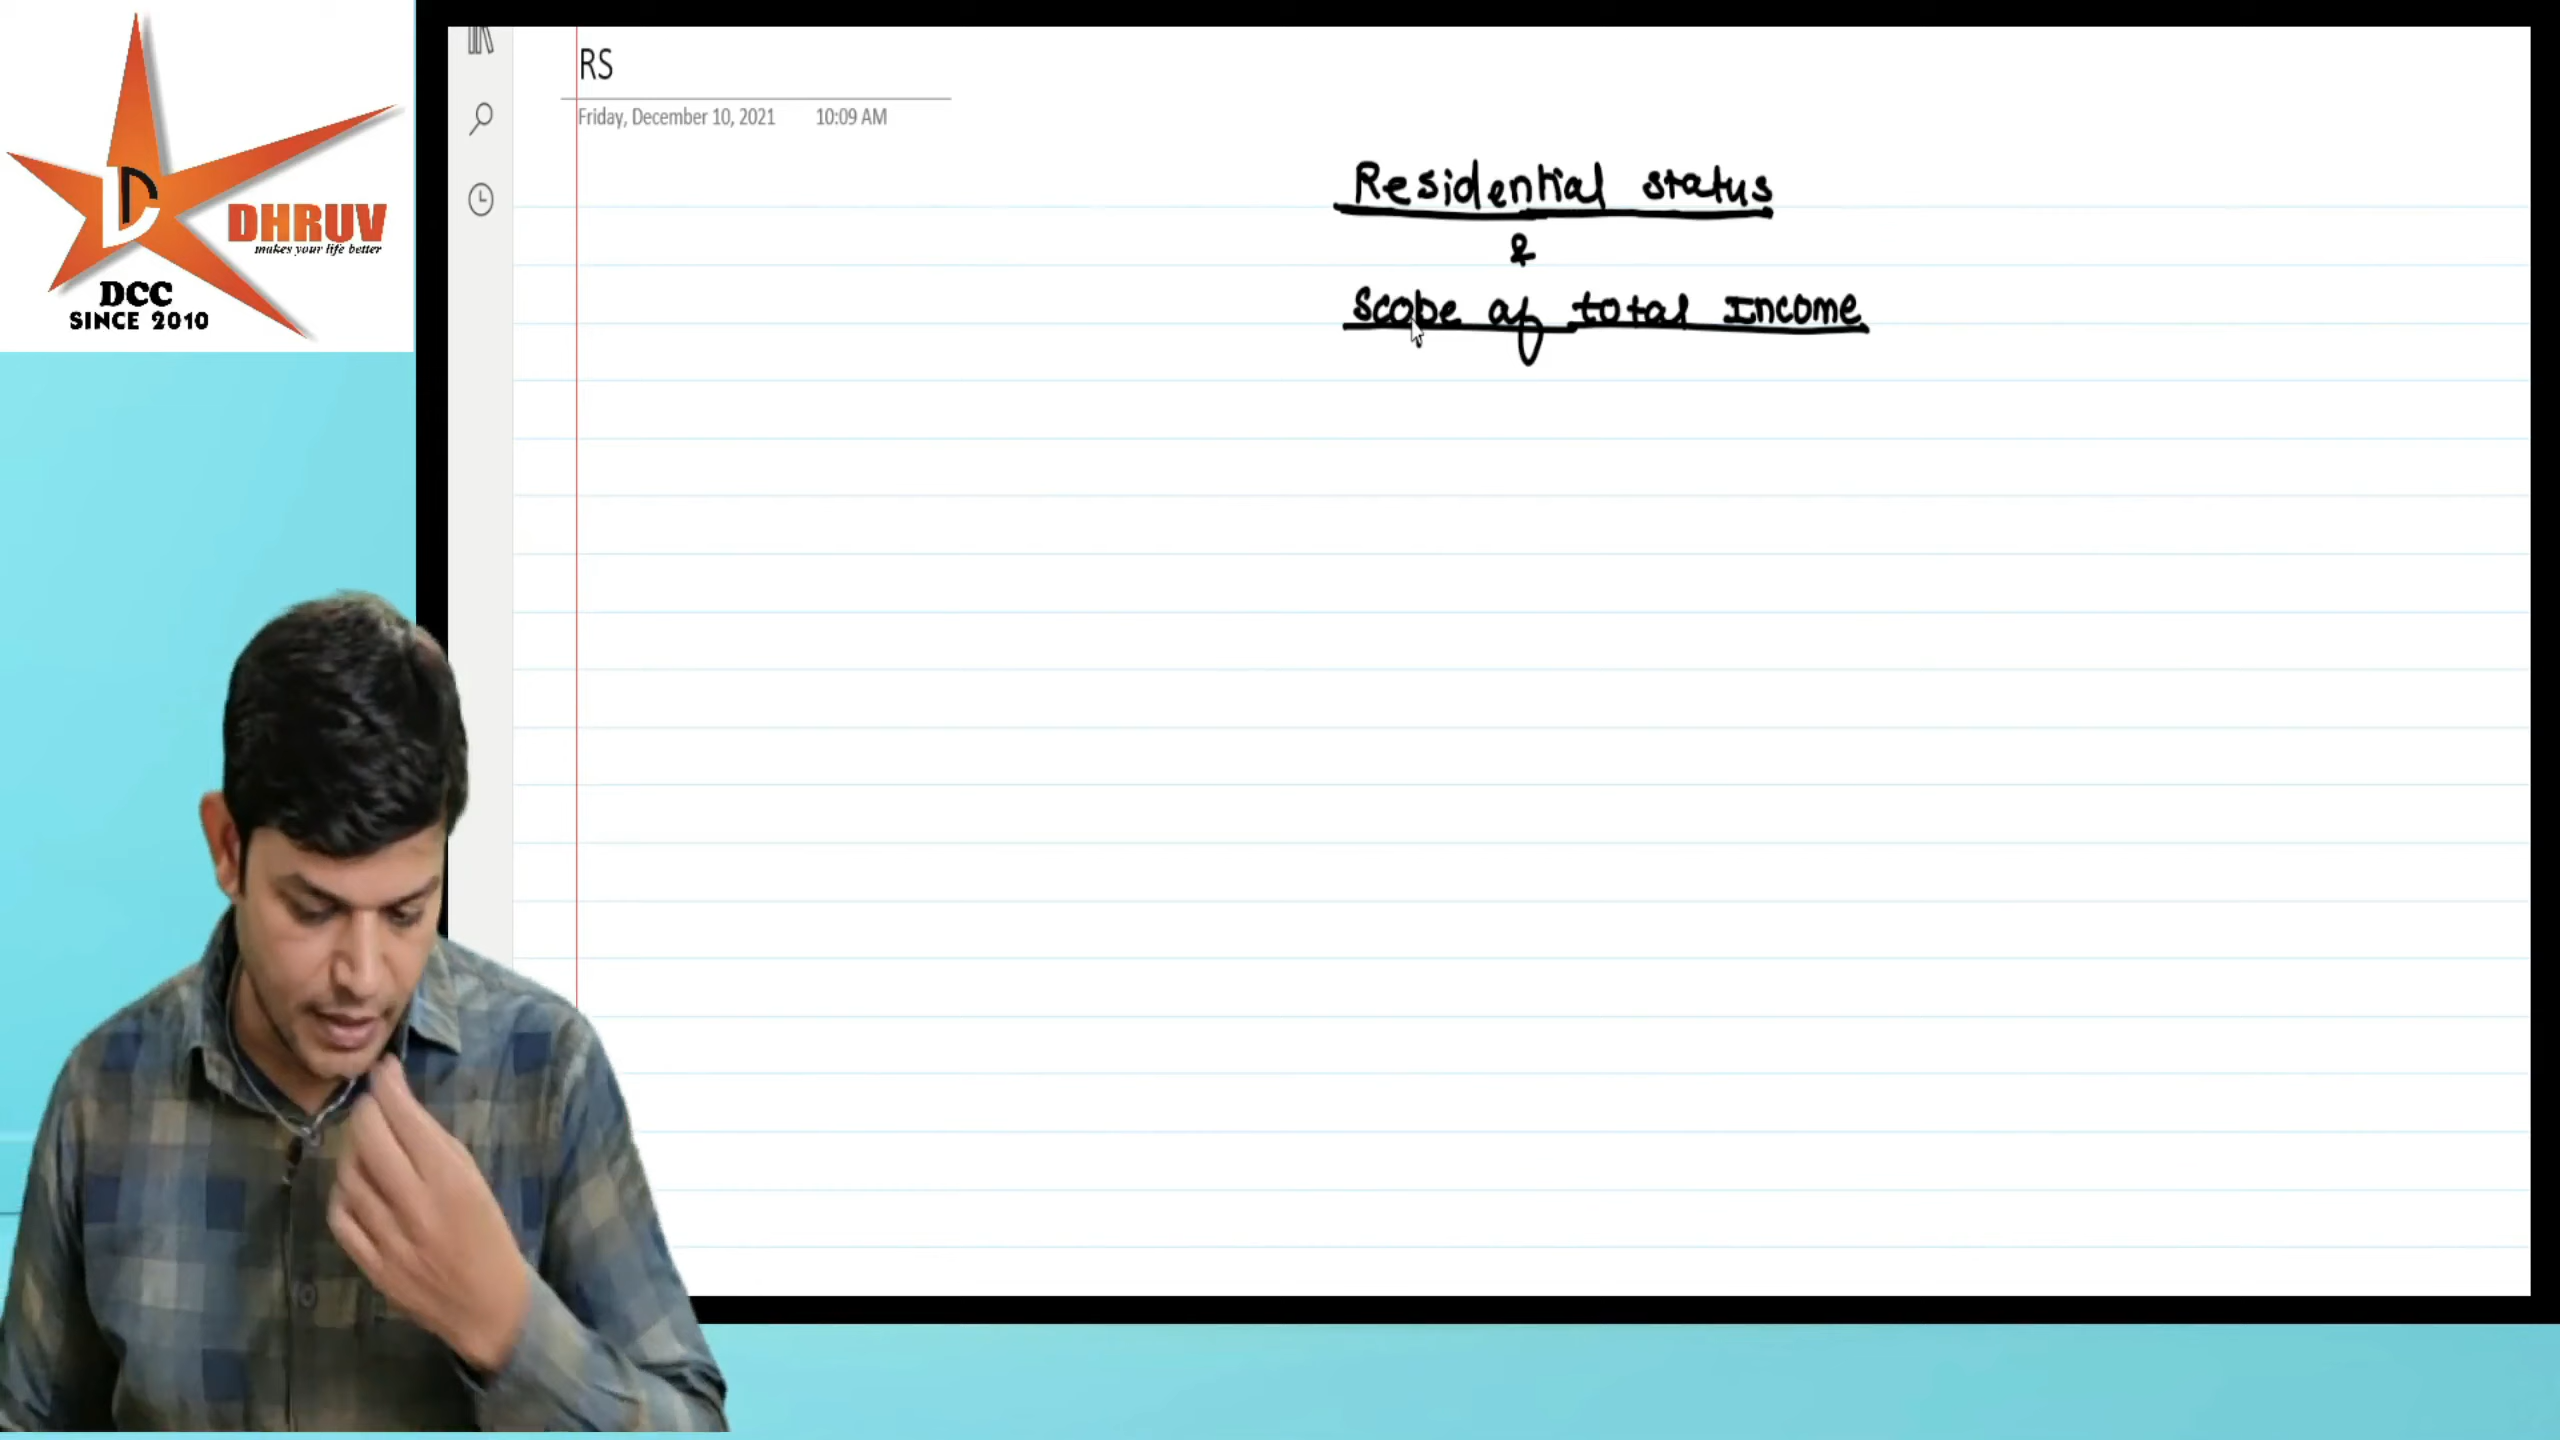 DHRUV
makes your life better
DCC
SINCE 2010
RS
Friday, December 10, 2021 10:09 AM
Residential status
&
Scope of total Income